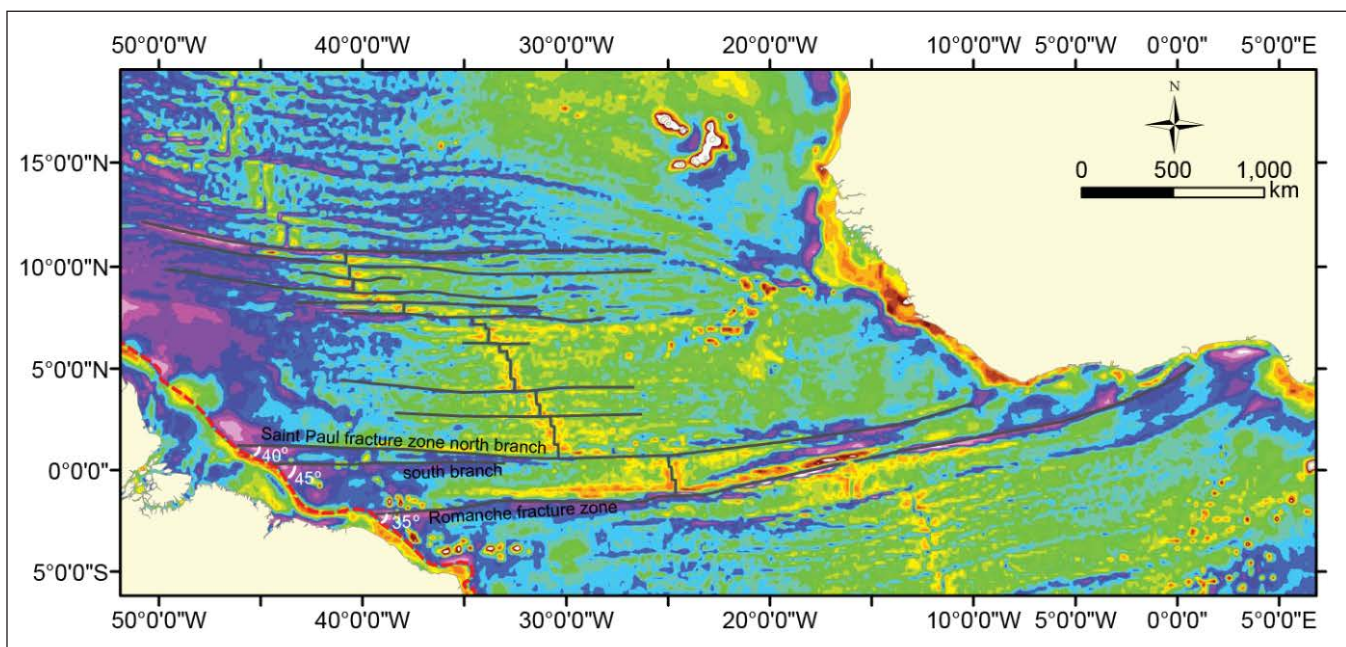 50°0'0"W 40°0'0"W 30°0'0"W 20°0'0"W 10°0'0"W 5°0'0"W 0°0'0" 5°0'0"E
N
0 500 1,000
km
15°0'0"N
10°0'0"N
5°0'0"N
0°0'0"N
5°0'0"S
Saint Paul fracture zone north branch
40°
south branch
45°
Romanche fracture zone
35°
50°0'0"W 40°0'0"W 30°0'0"W 20°0'0"W 10°0'0"W 5°0'0"W 0°0'0" 5°0'0"E